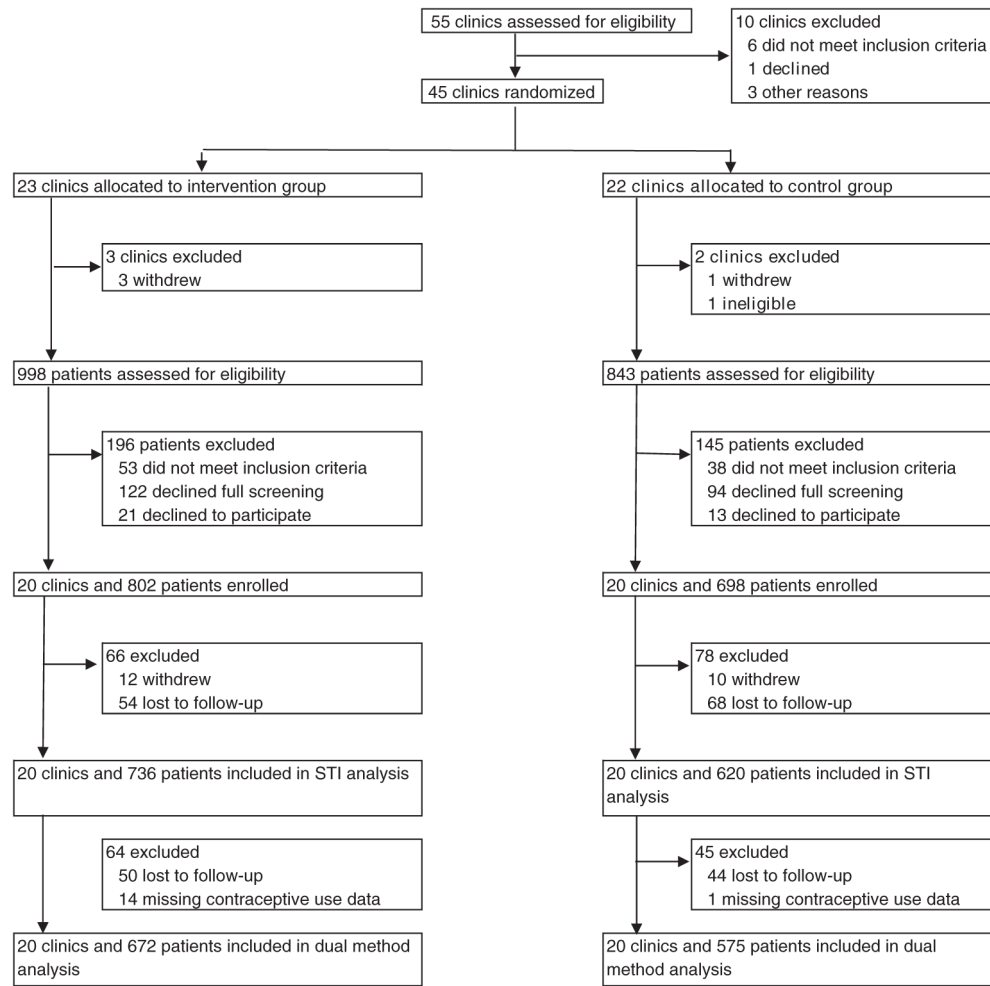 55 clinics assessed for eligibility
10 clinics excluded
6 did not meet inclusion criteria
1 declined
3 other reasons
45 clinics randomized
23 clinics allocated to intervention group
22 clinics allocated to control group
3 clinics excluded
3 withdrew
2 clinics excluded
1 withdrew
1 ineligible
998 patients assessed for eligibility
843 patients assessed for eligibility
196 patients excluded
53 did not meet inclusion criteria
122 declined full screening
21 declined to participate
145 patients excluded
38 did not meet inclusion criteria
94 declined full screening
13 declined to participate
20 clinics and 802 patients enrolled
20 clinics and 698 patients enrolled
66 excluded
12 withdrew
54 lost to follow-up
78 excluded
10 withdrew
68 lost to follow-up
20 clinics and 736 patients included in STI analysis
20 clinics and 620 patients included in STI
analysis
64 excluded
50 lost to follow-up
14 missing contraceptive use data
45 excluded
44 lost to follow-up
1 missing contraceptive use data
20 clinics and 672 patients included in dual method
analysis
20 clinics and 575 patients included in dual
method analysis